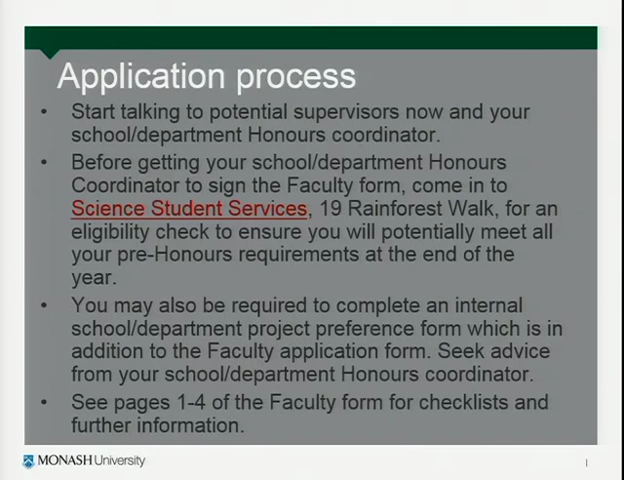 Application process
• Start talking to potential supervisors now and your
school/department Honours coordinator.
• Before getting your school/department Honours
Coordinator to sign the Faculty form, come in to
Science Student Services, 19 Rainforest Walk, for an
eligibility check to ensure you will potentially meet all
your pre-Honours requirements at the end of the
year.
• You may also be required to complete an internal
school/department project preference form which is in
addition to the Faculty application form. Seek advice
from your school/department Honours coordinator.
• See pages 1-4 of the Faculty form for checklists and
further information.
MONASH University